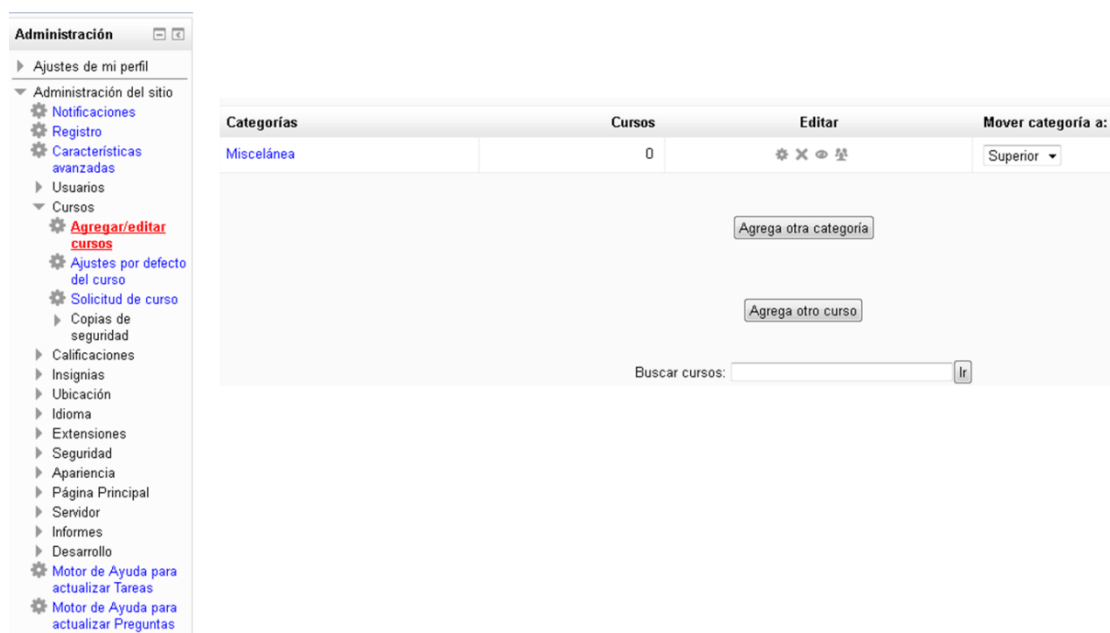 Administración
Ajustes de mi perfil
Administración del sitio
Notificaciones
Registro
Características
avanzadas
Usuarios
Cursos
Agregar/editar
cursos
Ajustes por defecto
del curso
Solicitud de curso
Copias de
seguridad
Calificaciones
Insignias
Ubicación
Idioma
Extensiones
Seguridad
Apariencia
Página Principal
Servidor
Informes
Desarrollo
Motor de Ayuda para
actualizar Tareas
Motor de Ayuda para
actualizar Preguntas
Categorías Cursos Editar Mover categoría a:
Miscelánea 0 Superior
Agrega otra categoría
Agrega otro curso
Buscar cursos: Ir